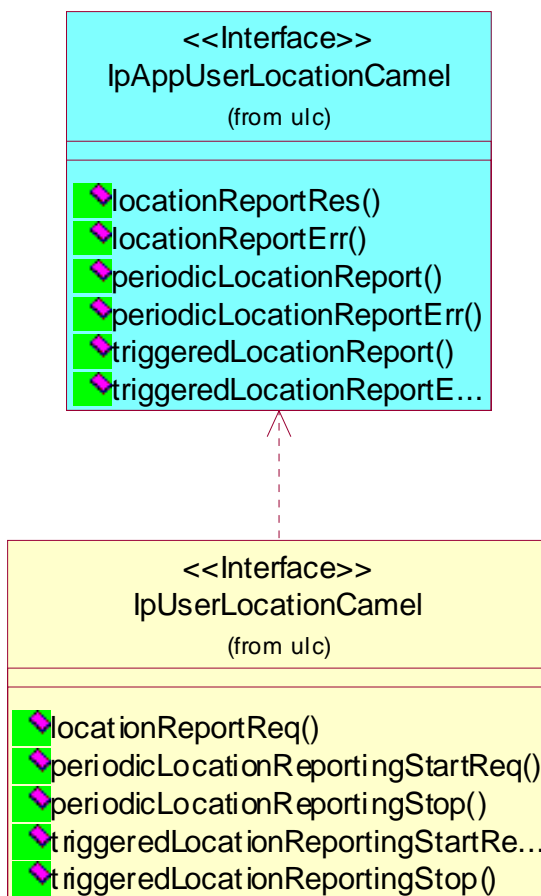 <<Interface>>
IpAppUserLocationCamel
(from ulc)
locationReportRes()
locationReportErr()
periodicLocationReport()
periodicLocationReportErr()
triggeredLocationReport()
triggeredLocationReportE...
<<Interface>>
IpUserLocationCamel
(from ulc)
locationReportReq()
periodicLocationReportingStartReq()
periodicLocationReportingStop()
triggeredLocationReportingStartRe...
triggeredLocationReportingStop()